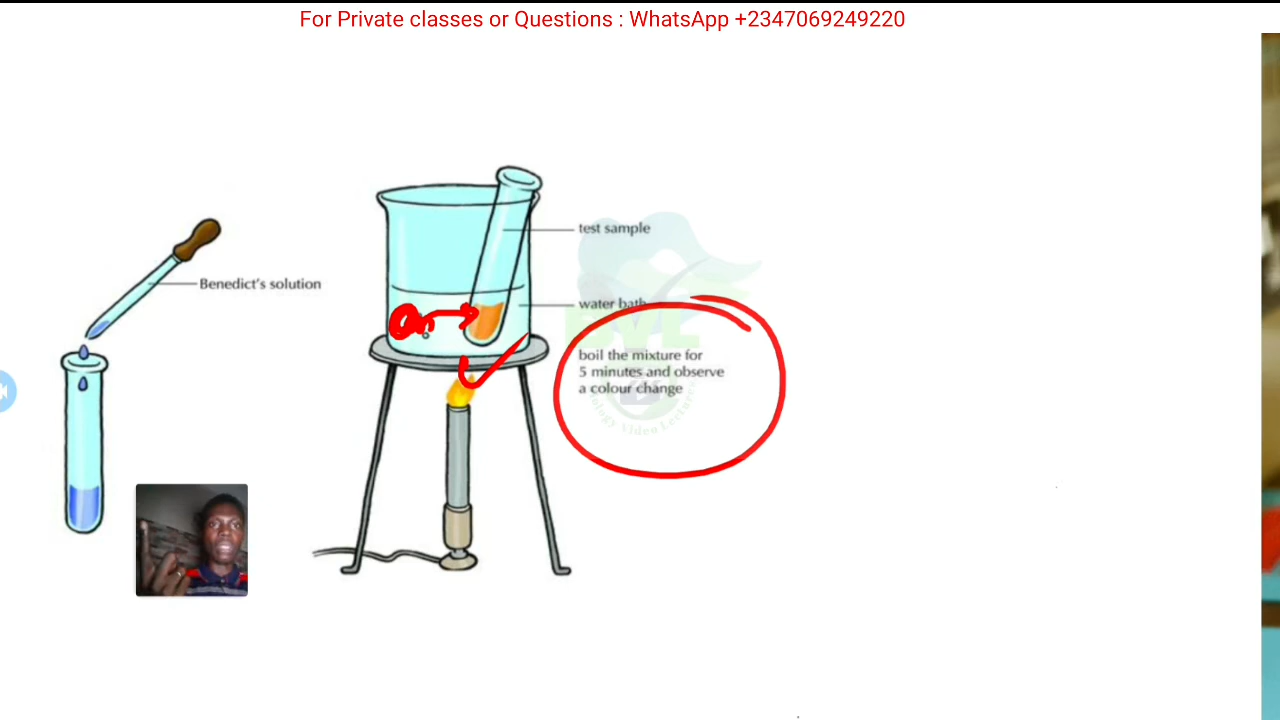 For Private classes or Questions : WhatsApp +2347069249220
test sample
Benedict's solution
water bath
boil the mixture for
5 minutes and observe
a colour change
Or